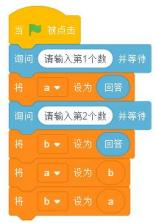 当 被点击
询问 请输入第1个数 并等待
将 a 设为 回答
询问 请输入第2个数 并等待
将 b 设为 回答
将 a 设为 b
将 b 设为 a